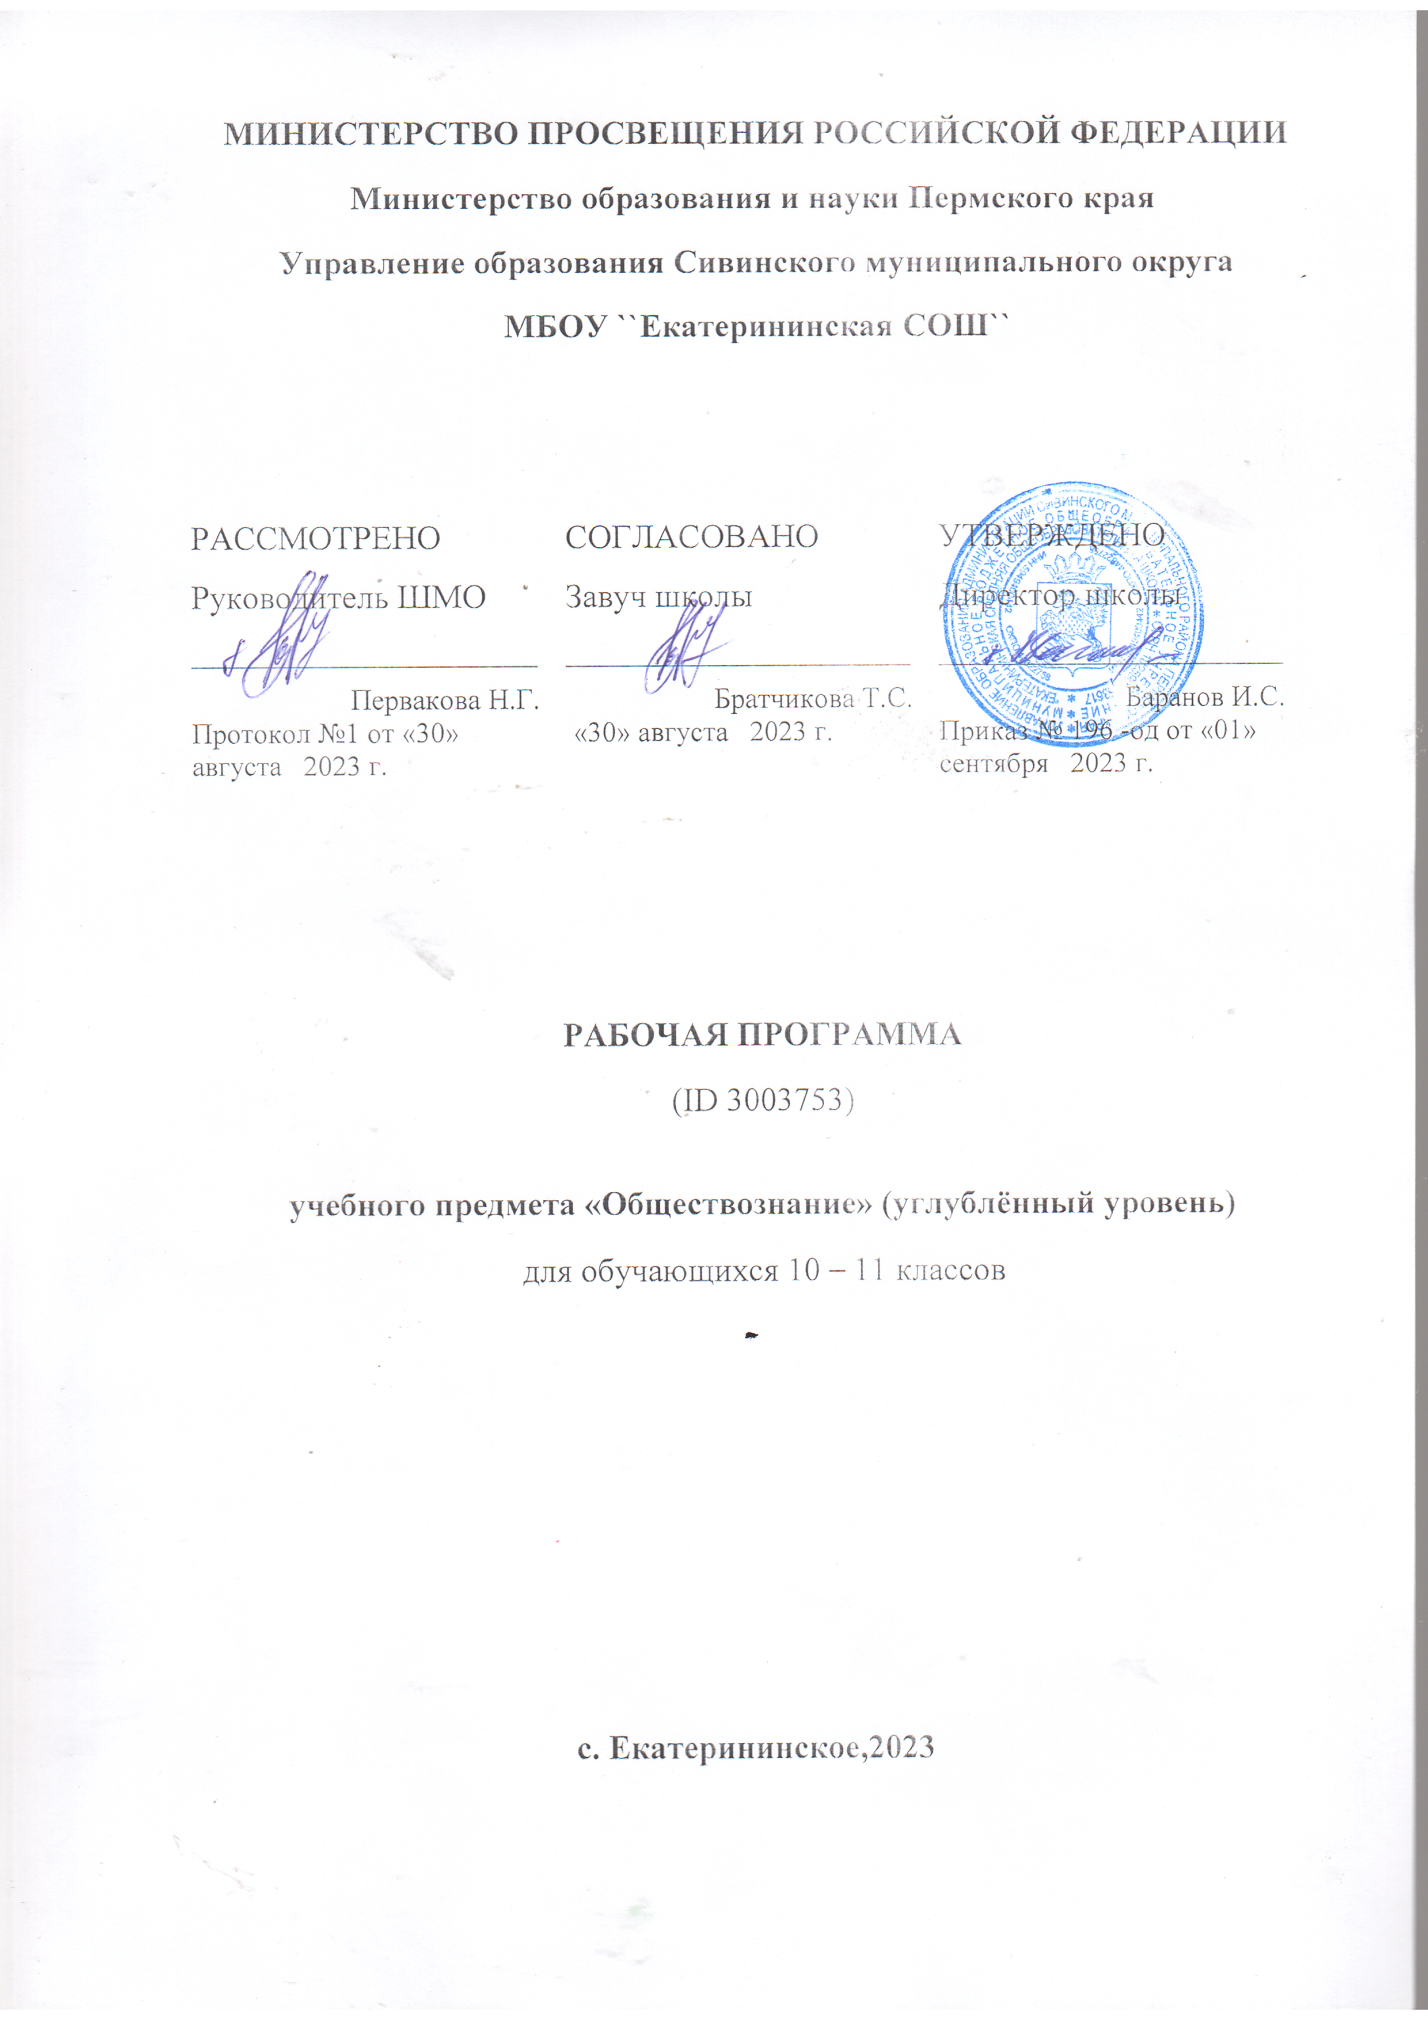 МИНИСТЕРСТВО ПРОСВЕЩЕНИЯ РОССИЙСКОЙ ФЕДЕРАЦИИ
Министерство образования и науки Пермского края
Управление образования Сивинского муниципального округа
МБОУ ``Екатерининская СОШ``
РАССМОТРЕНО
Руководитель ШМО
Первакова Н.Г.
Протокол №1 от «30»
августа 2023 г.
СОГЛАСОВАНО
Завуч школы
Братчикова Т.С.
«30» августа 2023 г.
УТВЕРЖДЕНО
Директор школы
Баранов И.С.
Приказ № 196 -од от «01»
сентября 2023 г.
РАБОЧАЯ ПРОГРАММА
(ID 3003753)
учебного предмета «Обществознание» (углублённый уровень)
для обучающихся 10 – 11 классов
с. Екатерининское,2023